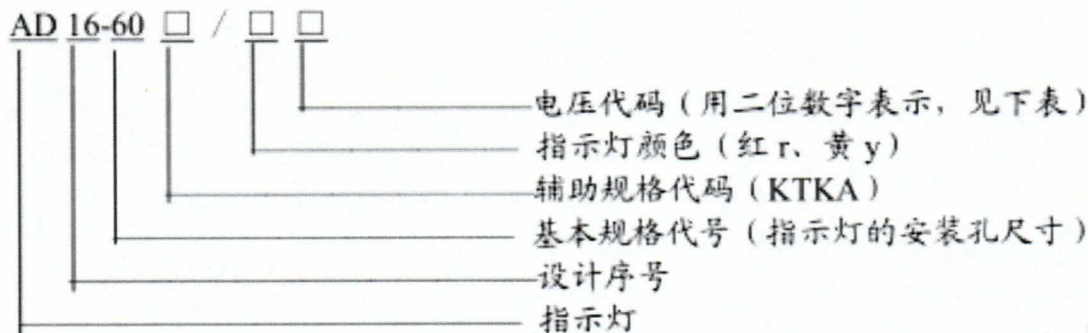 AD 16-60 □ / □ □
电压代码（用二位数字表示，见下表）
指示灯颜色（红 r、黄 y）
辅助规格代码（KTKA）
基本规格代号（指示灯的安装孔尺寸）
设计序号
指示灯